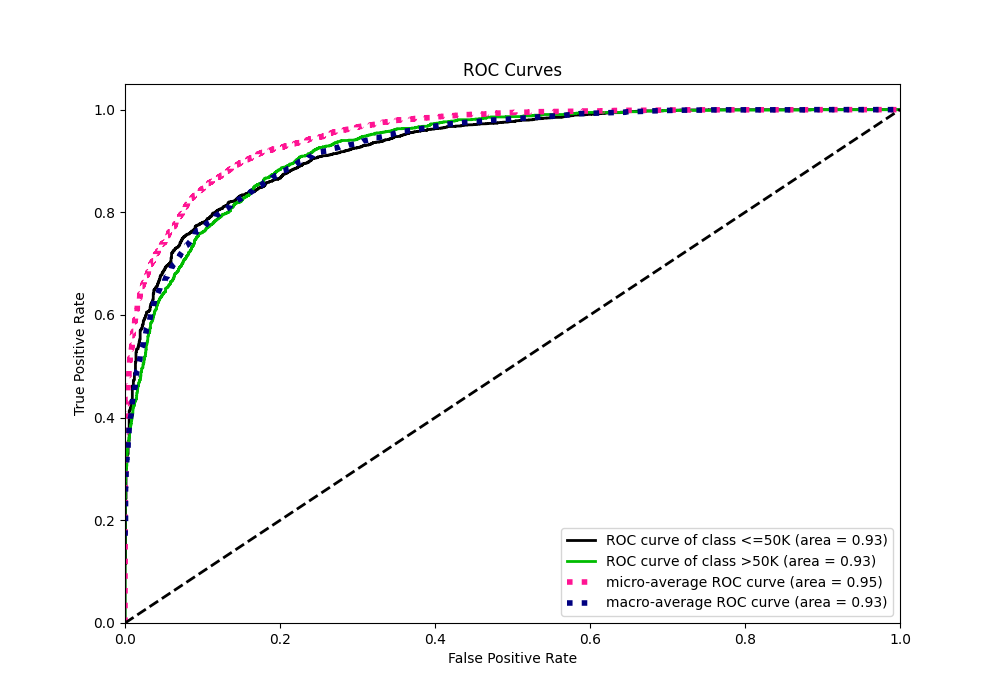 ROC Curves
1.0
0.8
0.6
0.4
0.2
0.0
True Positive Rate
0.0 0.2 0.4 0.6 0.8 1.0
False Positive Rate
ROC curve of class <=50K (area = 0.93)
ROC curve of class >50K (area = 0.93)
micro-average ROC curve (area = 0.95)
macro-average ROC curve (area = 0.93)